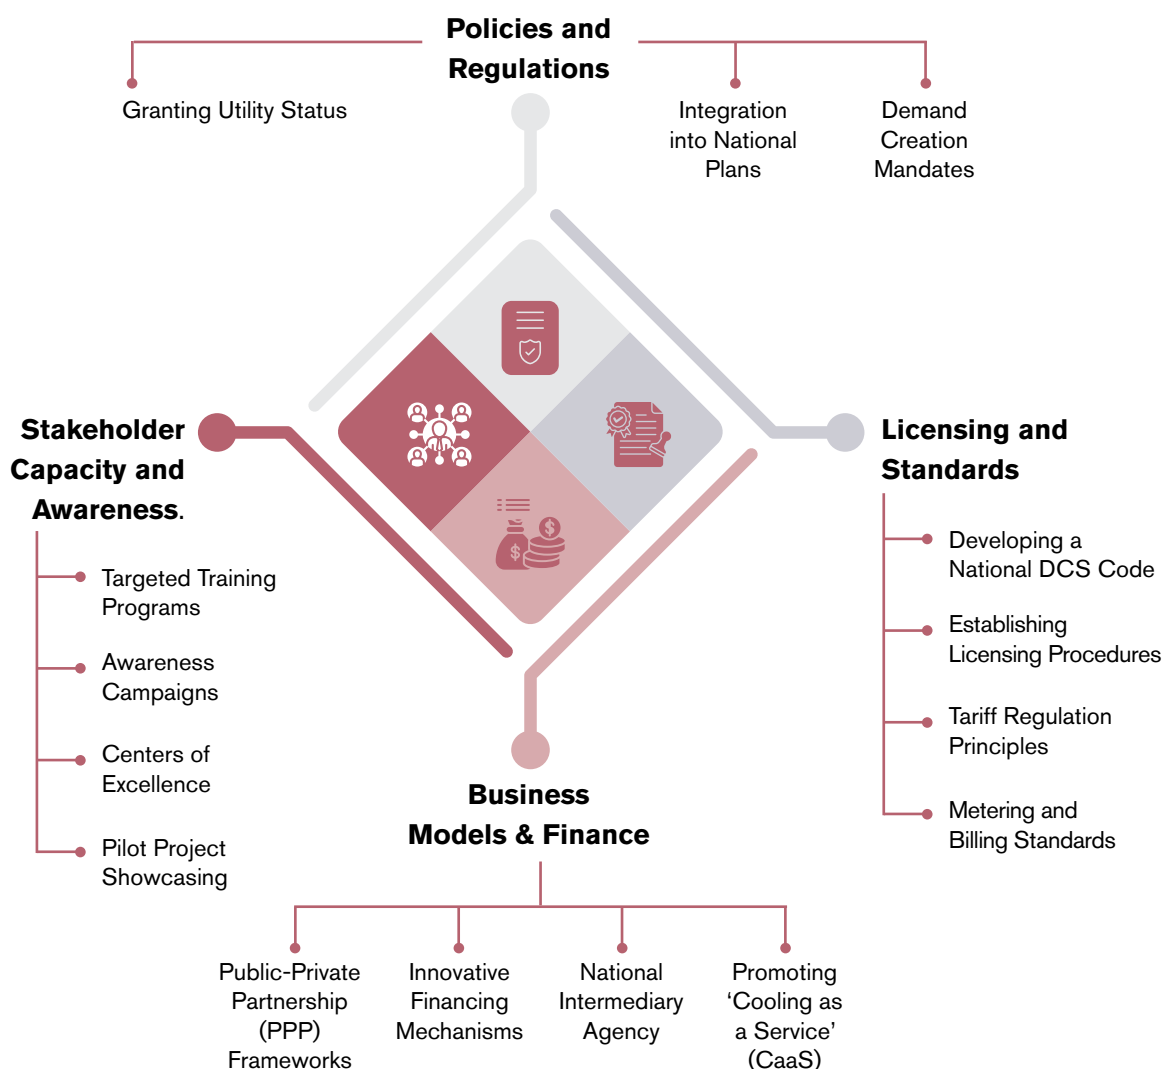 Policies and
Regulations
Granting Utility Status
Integration
into National
Plans
Demand
Creation
Mandates
Stakeholder
Capacity and
Awareness.
Targeted Training
Programs
Awareness
Campaigns
Centers of
Excellence
Pilot Project
Showcasing
Licensing and
Standards
Developing a
National DCS Code
Establishing
Licensing Procedures
Tariff Regulation
Principles
Metering and
Billing Standards
$
$
Business
Models & Finance
Public-Private
Partnership
(PPP)
Frameworks
Innovative
Financing
Mechanisms
National
Intermediary
Agency
Promoting
‘Cooling as
a Service’
(CaaS)